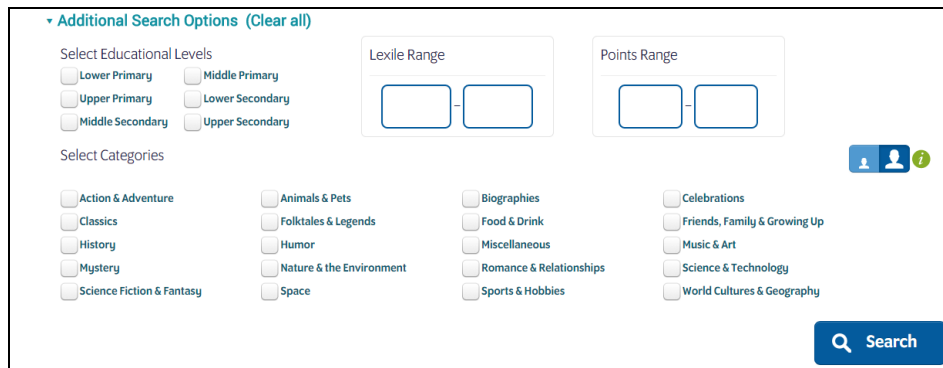 Additional Search Options (Clear all)
Select Educational Levels
Lower Primary Middle Primary
Upper Primary Lower Secondary
Middle Secondary Upper Secondary
Lexile Range
–
Points Range
–
Select Categories
i
Action & Adventure Animals & Pets Biographies Celebrations
Classics Folktales & Legends Food & Drink Friends, Family & Growing Up
History Humor Miscellaneous Music & Art
Mystery Nature & the Environment Romance & Relationships Science & Technology
Science Fiction & Fantasy Space Sports & Hobbies World Cultures & Geography
Search